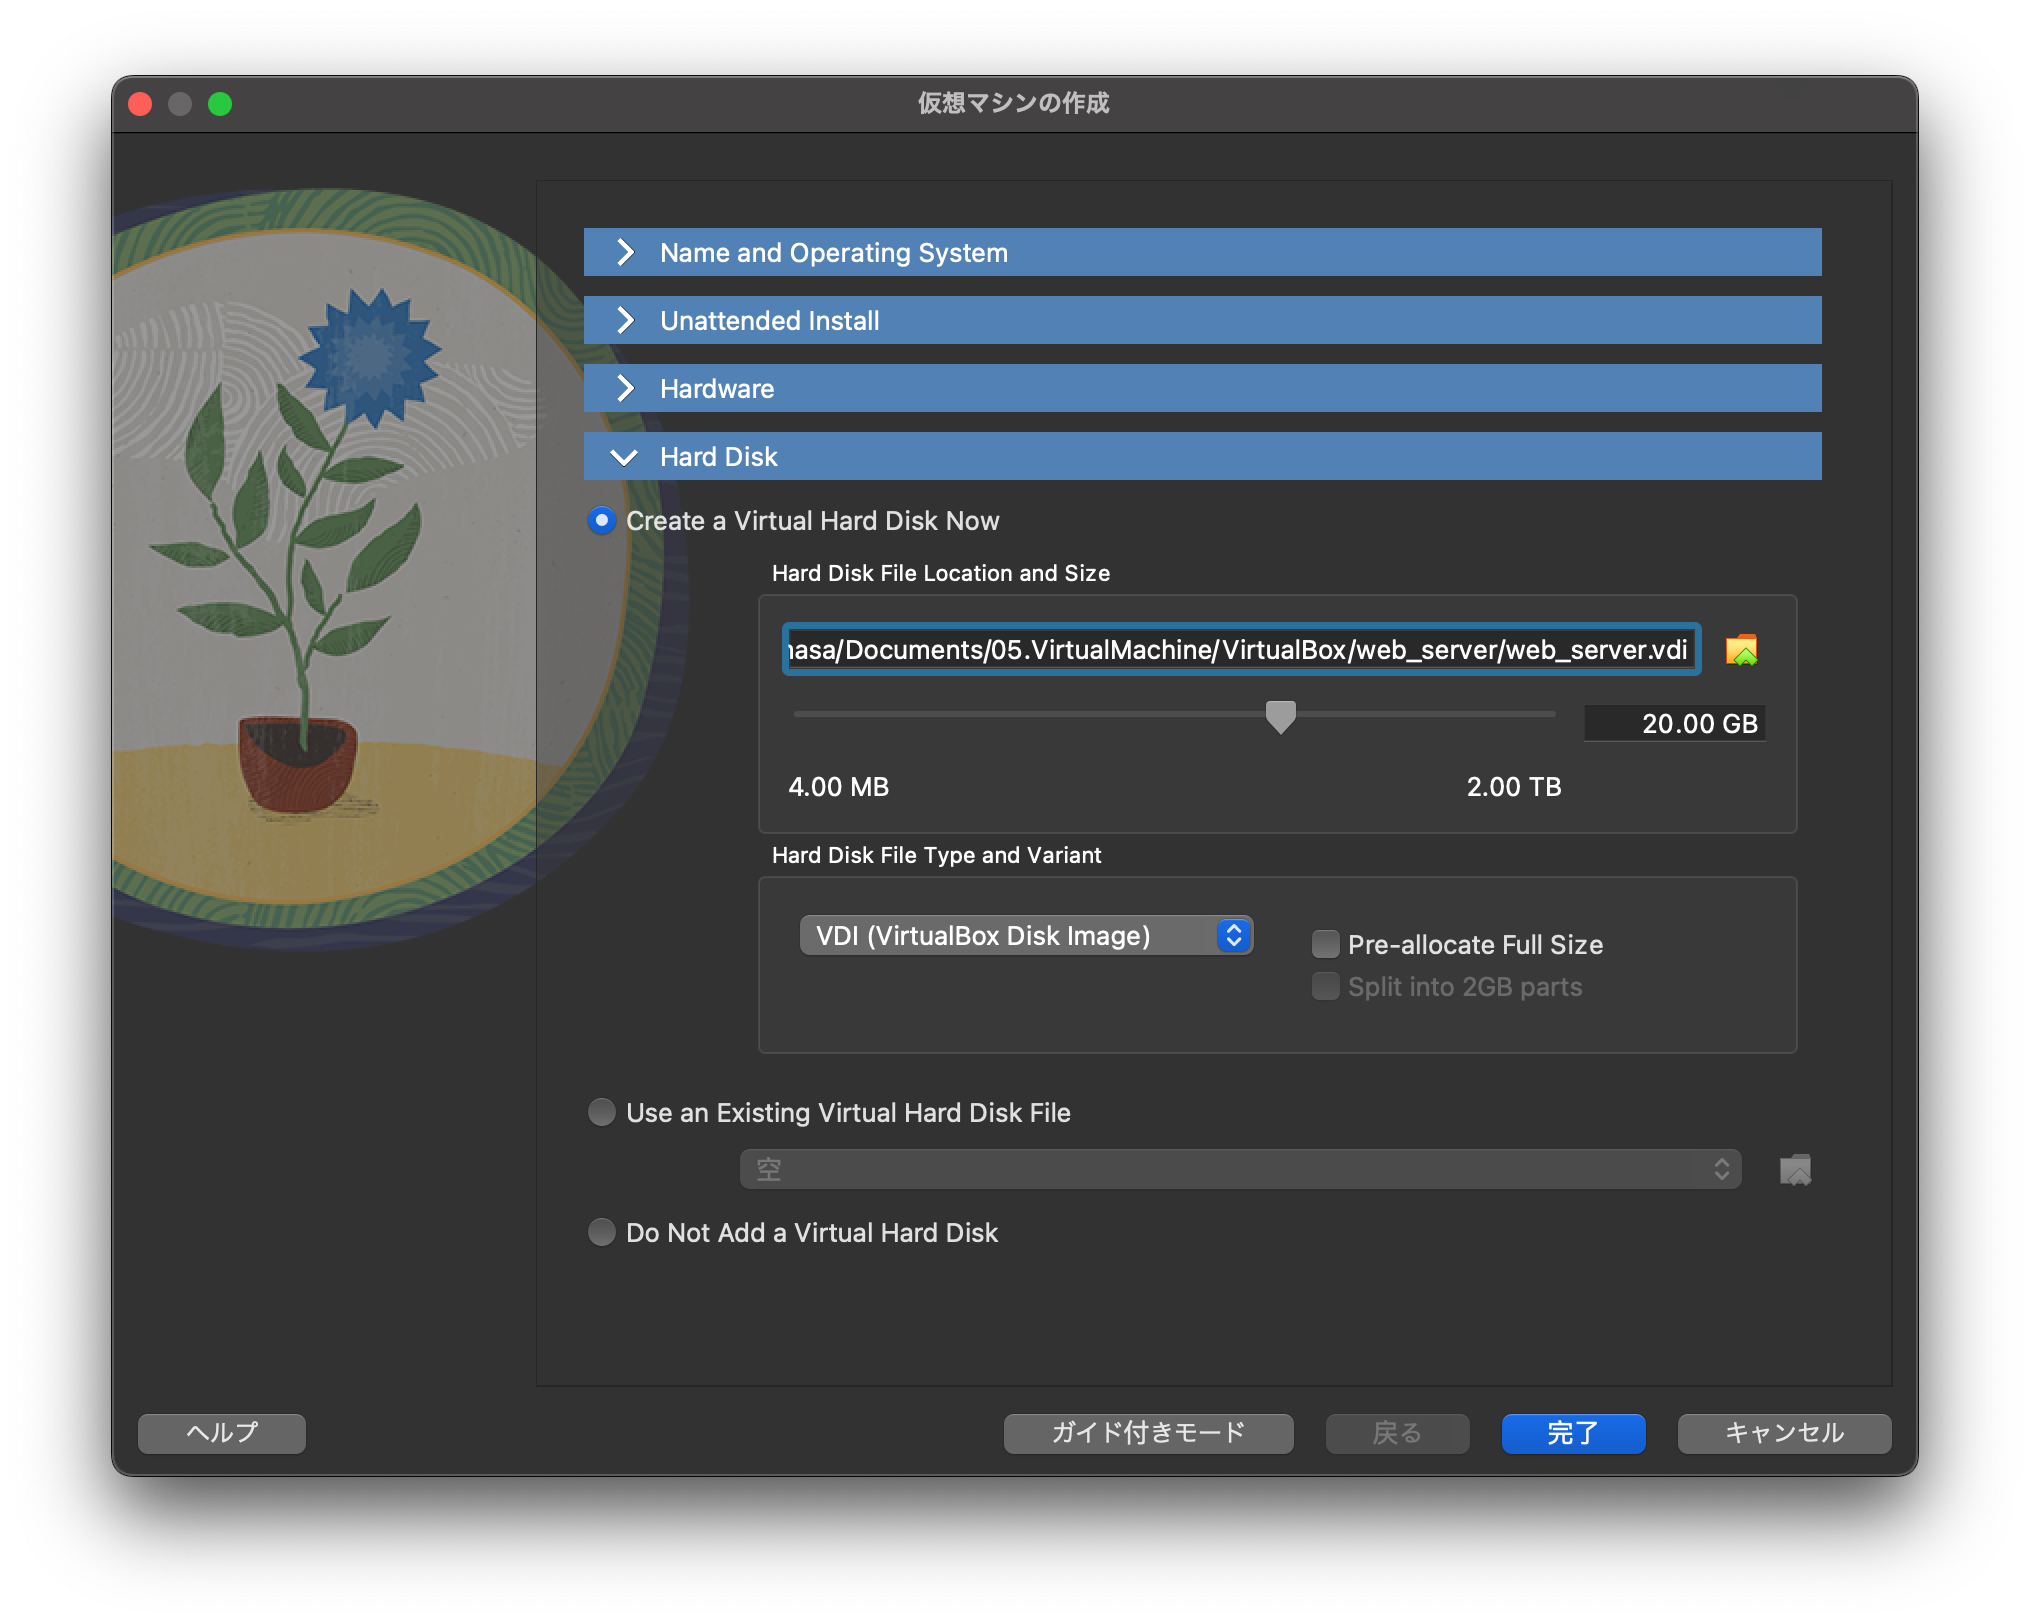 仮想マシンの作成
Name and Operating System
Unattended Install
Hardware
Hard Disk
Create a Virtual Hard Disk Now
Hard Disk File Location and Size
asa/Documents/05.VirtualMachine/VirtualBox/web_server/web_server.vdi
20.00 GB
4.00 MB
2.00 TB
Hard Disk File Type and Variant
VDI (VirtualBox Disk Image)
Pre-allocate Full Size
Split into 2GB parts
Use an Existing Virtual Hard Disk File
空
Do Not Add a Virtual Hard Disk
ヘルプ
ガイド付きモード
戻る
完了
キャンセル